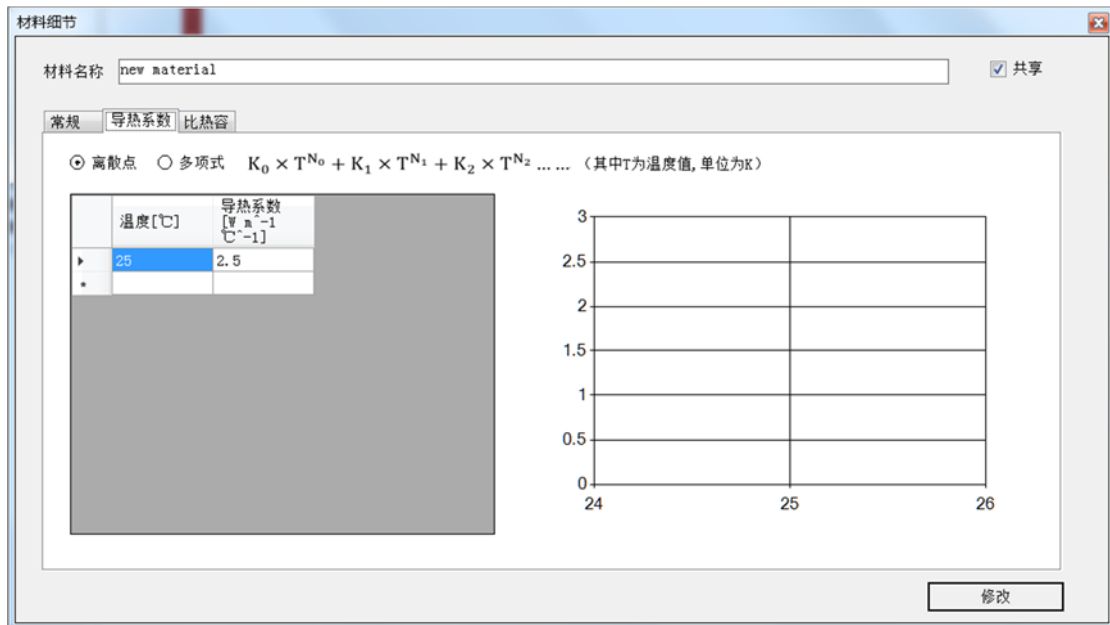 材料细节
材料名称 new material 共享
常规 导热系数 比热容
离散点 多项式 K₀ × T^N₀ + K₁ × T^N₁ + K₂ × T^N₂ ... ... （其中T为温度值,单位为K）
温度[℃] 导热系数
[W m^-1
℃^-1]
25 2.5
*
3
2.5
2
1.5
1
0.5
0
24 25 26
修改